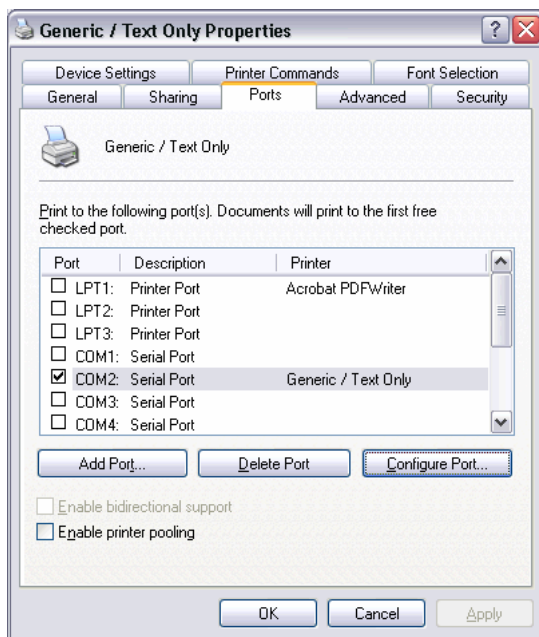 Generic / Text Only Properties
Device Settings Printer Commands Font Selection
General Sharing Ports Advanced Security
Generic / Text Only
Print to the following port(s). Documents will print to the first free
checked port.
Port Description Printer
LPT1: Printer Port Acrobat PDFWriter
LPT2: Printer Port
LPT3: Printer Port
COM1: Serial Port
COM2: Serial Port Generic / Text Only
COM3: Serial Port
COM4: Serial Port
Add Port... Delete Port Configure Port...
Enable bidirectional support
Enable printer pooling
OK Cancel Apply